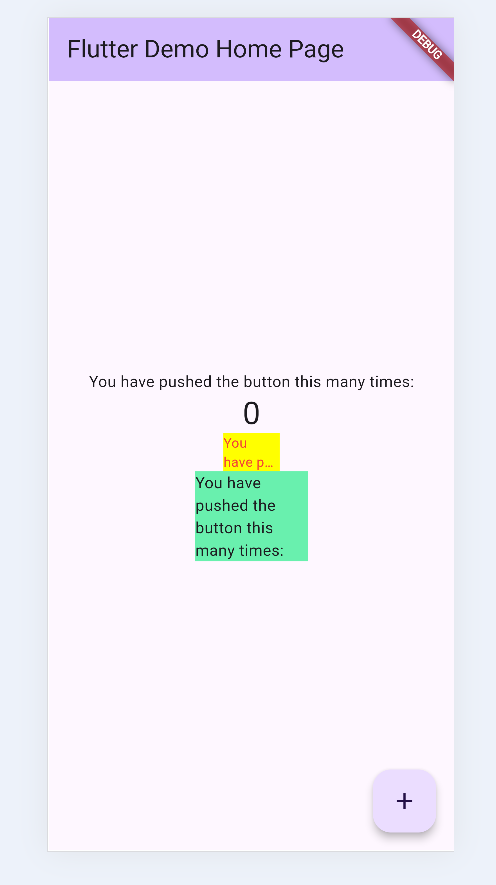 Flutter Demo Home Page
DEBUG
You have pushed the button this many times:
0
You
have p…
You have
pushed the
button this
many times:
+